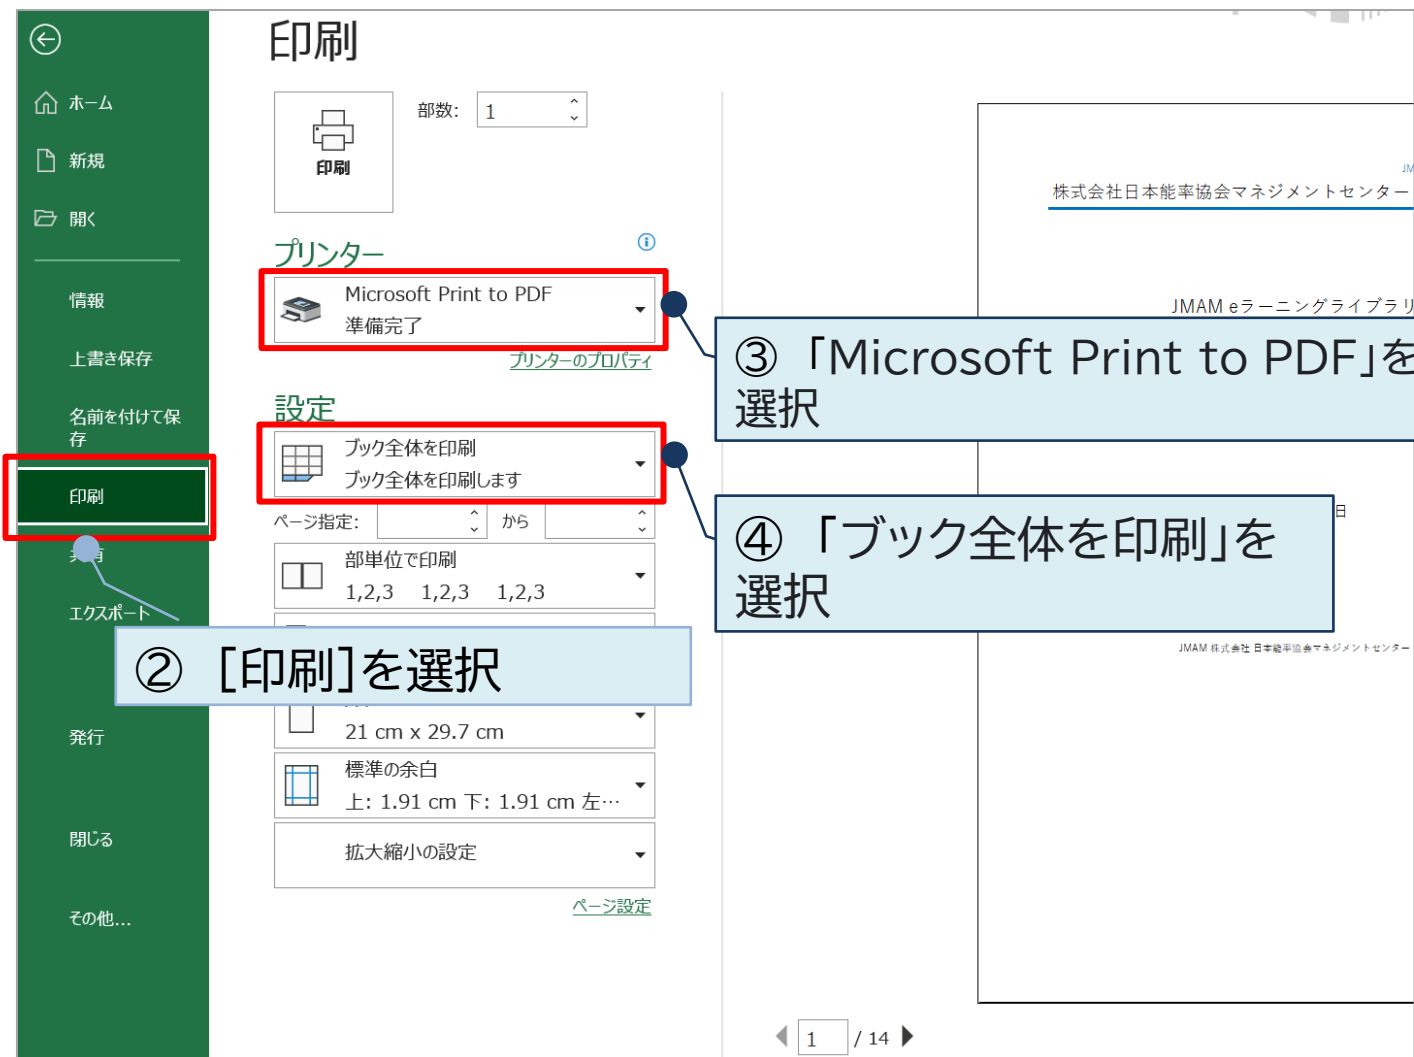 印刷
ホーム
新規
開く
情報
上書き保存
名前を付けて保
存
印刷
エクスポート
発行
閉じる
その他...
印刷
部数: 1
プリンター
Microsoft Print to PDF
準備完了
プリンターのプロパティ
設定
ブック全体を印刷
ブック全体を印刷します
ページ指定: から
部単位で印刷
1,2,3 1,2,3 1,2,3
21 cm x 29.7 cm
標準の余白
上: 1.91 cm 下: 1.91 cm 左…
拡大縮小の設定
ページ設定
② [印刷]を選択
③「Microsoft Print to PDF」を
選択
④「ブック全体を印刷」を
選択
JM
株式会社日本能率協会マネジメントセンター
JMAM eラーニングライブラリ
日
JMAM 株式会社 日本能率協会マネジメントセンター
1 / 14